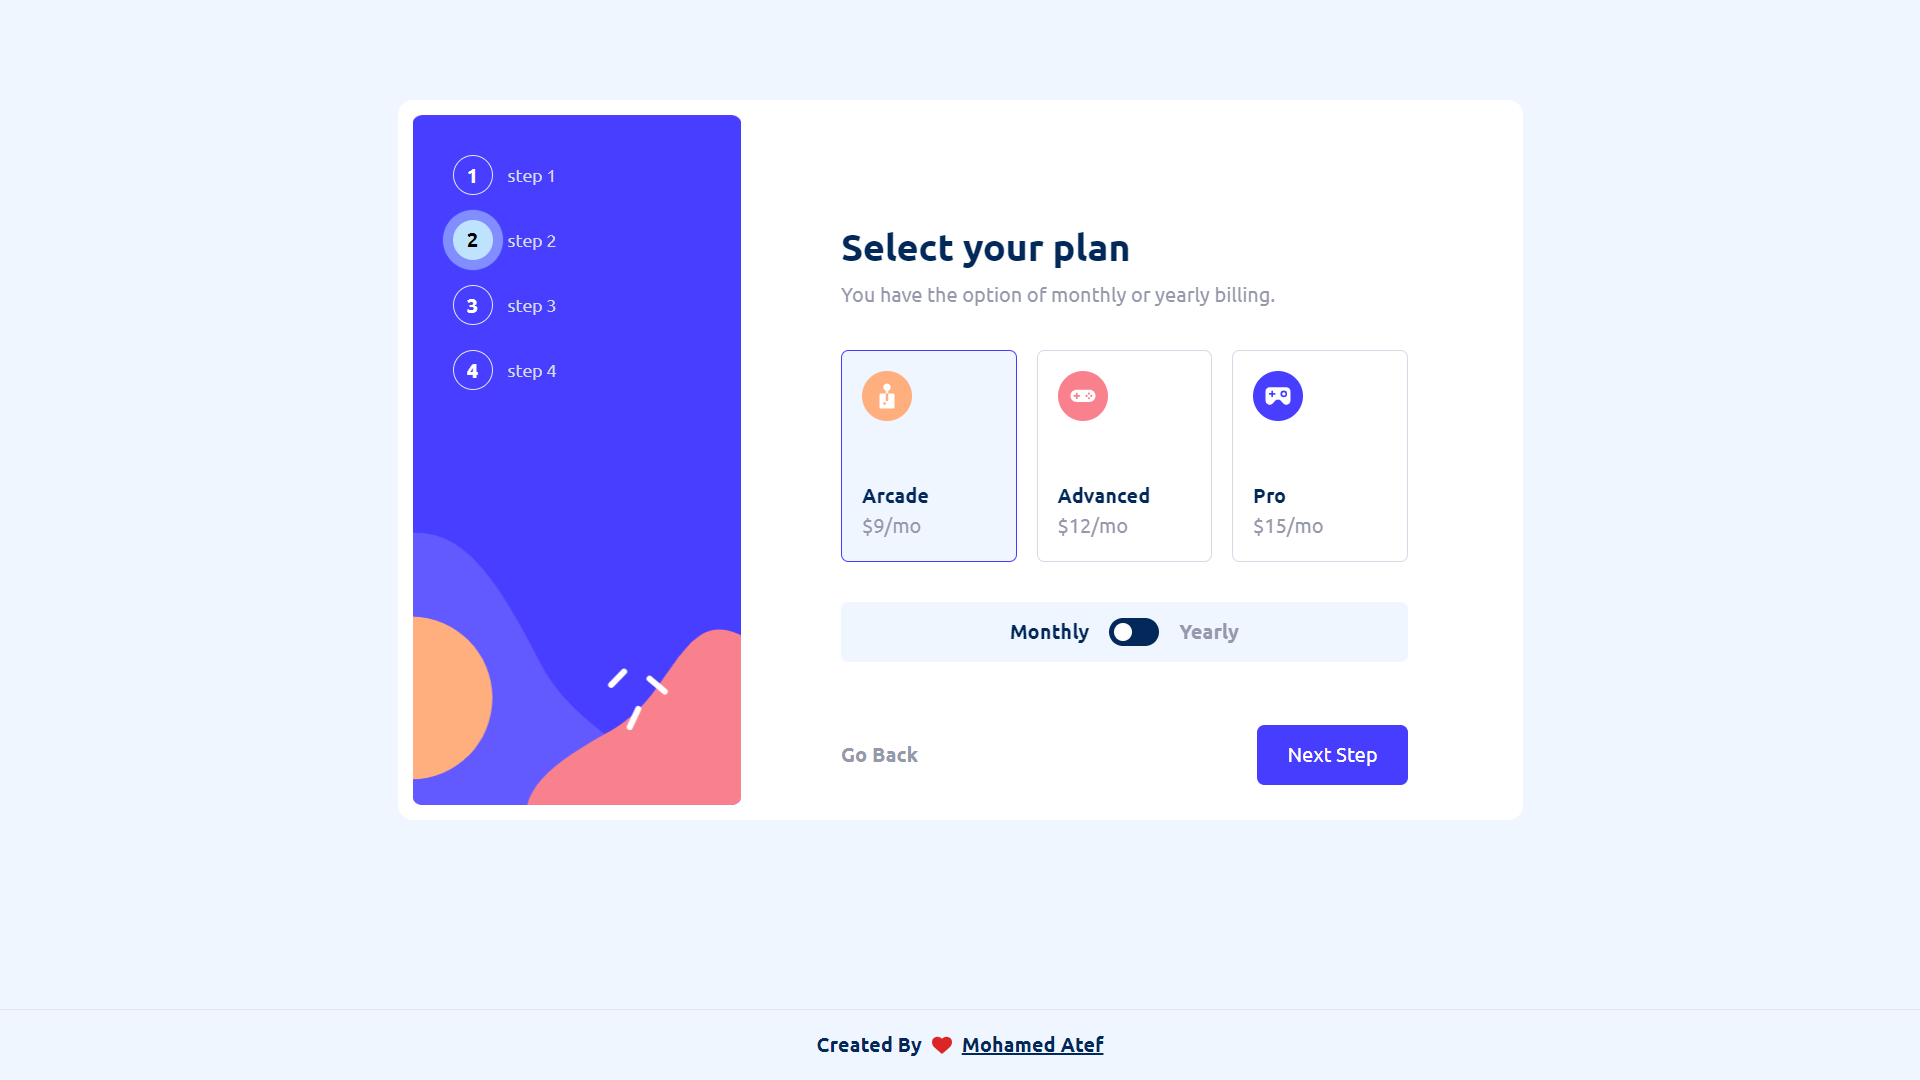 1 step 1
2 step 2
3 step 3
4 step 4
Select your plan
You have the option of monthly or yearly billing.
Arcade
$9/mo
Advanced
$12/mo
Pro
$15/mo
Monthly Yearly
Go Back Next Step
Created By Mohamed Atef